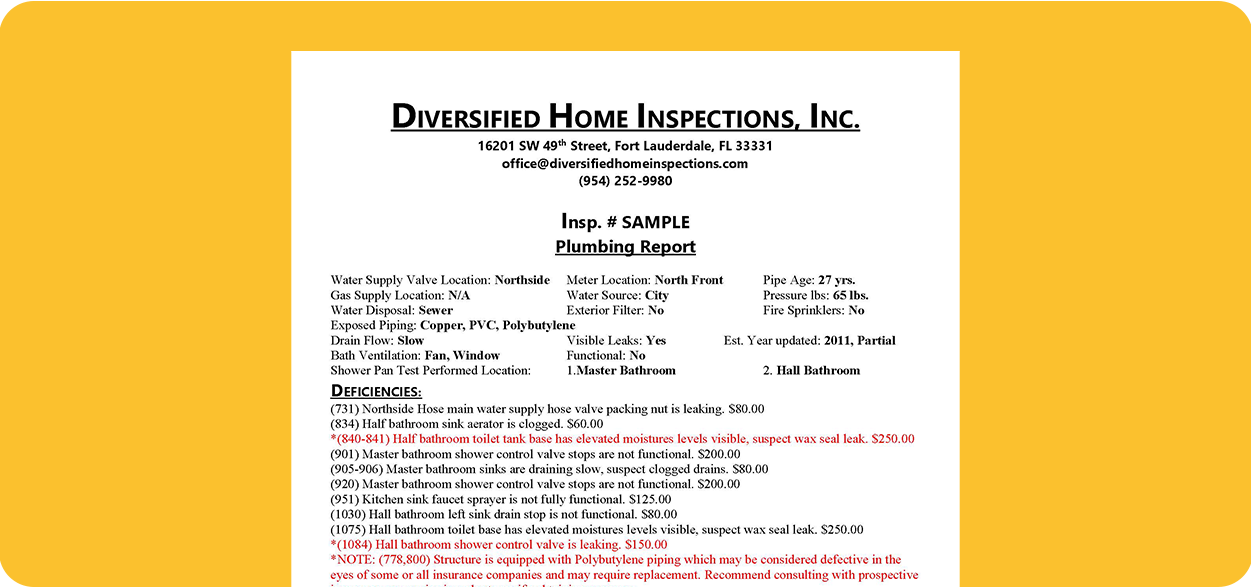 DIVERSIFIED HOME INSPECTIONS, INC.
16201 SW 49th Street, Fort Lauderdale, FL 33331
office@diversifiedhomeinspections.com
(954) 252-9980
Insp. # SAMPLE
Plumbing Report
Water Supply Valve Location: Northside Meter Location: North Front Pipe Age: 27 yrs.
Gas Supply Location: N/A Water Source: City Pressure lbs: 65 lbs.
Water Disposal: Sewer Exterior Filter: No Fire Sprinklers: No
Exposed Piping: Copper, PVC, Polybutylene
Drain Flow: Slow Visible Leaks: Yes Est. Year updated: 2011, Partial
Bath Ventilation: Fan, Window Functional: No
Shower Pan Test Performed Location: 1.Master Bathroom 2. Hall Bathroom
DEFICIENCIES:
(731) Northside Hose main water supply hose valve packing nut is leaking. $80.00
(834) Half bathroom sink aerator is clogged. $60.00
*(840-841) Half bathroom toilet tank base has elevated moistures levels visible, suspect wax seal leak. $250.00
(901) Master bathroom shower control valve stops are not functional. $200.00
(905-906) Master bathroom sinks are draining slow, suspect clogged drains. $80.00
(920) Master bathroom shower control valve stops are not functional. $200.00
(951) Kitchen sink faucet sprayer is not fully functional. $125.00
(1030) Hall bathroom left sink drain stop is not functional. $80.00
(1075) Hall bathroom toilet base has elevated moistures levels visible, suspect wax seal leak. $250.00
*(1084) Hall bathroom shower control valve is leaking. $150.00
*NOTE: (778,800) Structure is equipped with Polybutylene piping which may be considered defective in the
eyes of some or all insurance companies and may require replacement. Recommend consulting with prospective